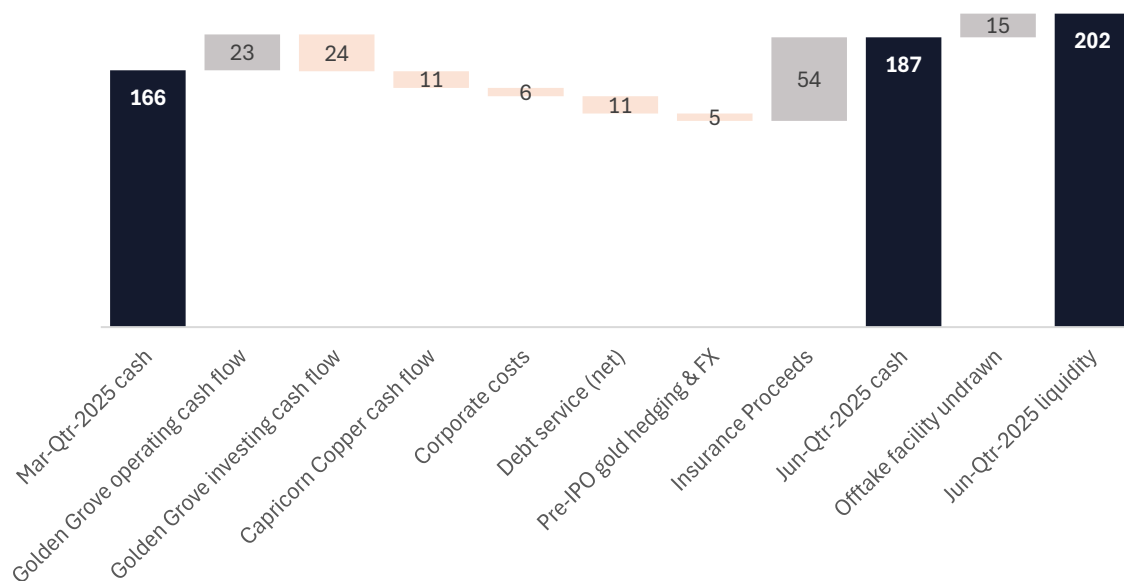 166
23
24
11
6
11
5
54
187
15
202
Mar-Qtr-2025 cash
Golden Grove operating cash flow
Golden Grove investing cash flow
Capricorn Copper cash flow
Corporate costs
Debt service (net)
Pre-IPO gold hedging & FX
Insurance Proceeds
Jun-Qtr-2025 cash
Offtake facility undrawn
Jun-Qtr-2025 liquidity